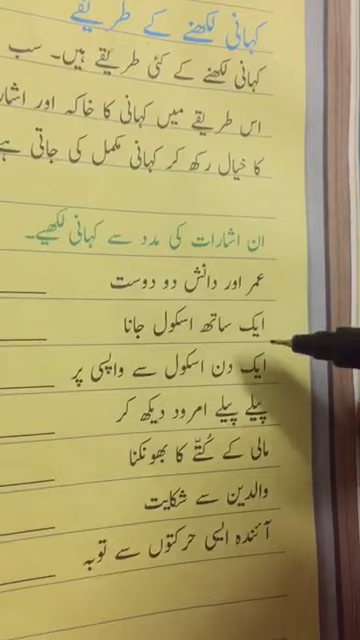 کہانی لکھنے کے طریقے
کہانی لکھنے کے کئی طریقے ہیں۔ سب
اس طریقے میں کہانی کا خاکہ اور
کا خیال رکھ کر کہانی مکمل کی جاتی
ان اشارات کی مدد سے کہانی لکھیے۔
عمر اور دانش دو دوست
ایک ساتھ اسکول جانا
ایک دن اسکول سے واپسی پر
پیلے پیلے امرود دیکھ کر
مالی کے کُتّے کا بھونکنا
والدین سے شکایت
آئندہ ایسی حرکتوں سے توبہ